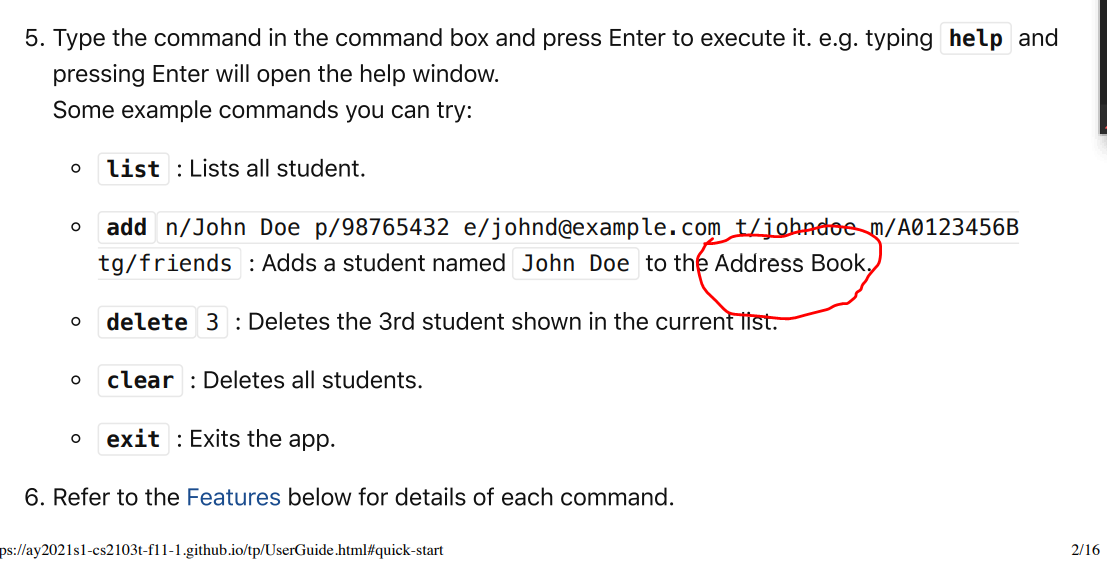 5. Type the command in the command box and press Enter to execute it. e.g. typing help and
pressing Enter will open the help window.
Some example commands you can try:
list : Lists all student.
add n/John Doe p/98765432 e/johnd@example.com t/johndoe m/A0123456B
tg/friends : Adds a student named John Doe to the Address Book.
delete 3 : Deletes the 3rd student shown in the current list.
clear : Deletes all students.
exit : Exits the app.
6. Refer to the Features below for details of each command.
ps://ay2021s1-cs2103t-f11-1.github.io/tp/UserGuide.html#quick-start 2/16